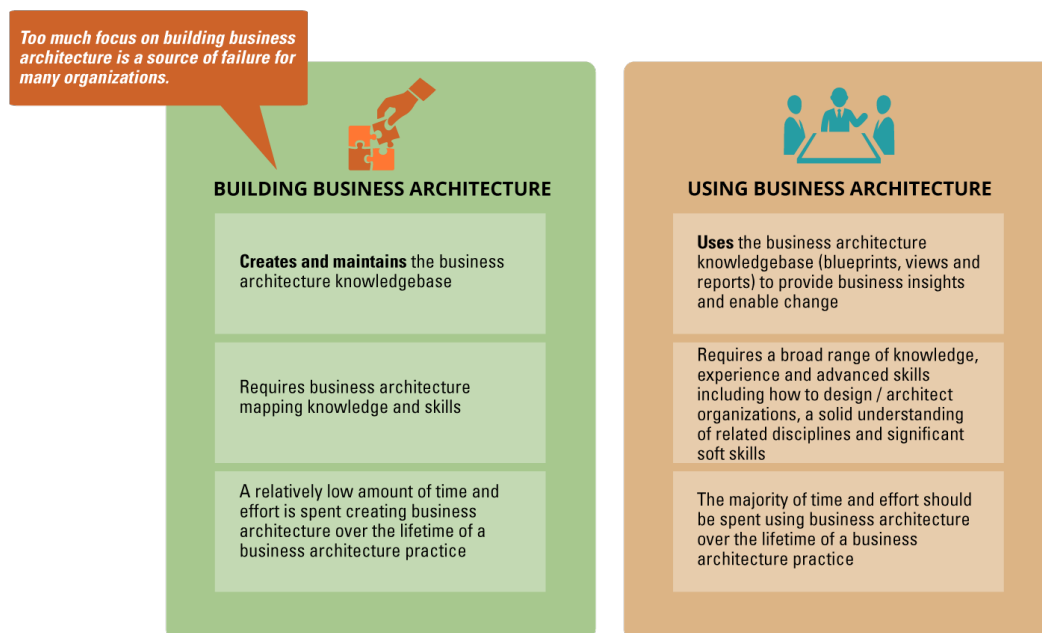 Too much focus on building business
architecture is a source of failure for
many organizations.
BUILDING BUSINESS ARCHITECTURE
Creates and maintains the business
architecture knowledgebase
Requires business architecture
mapping knowledge and skills
A relatively low amount of time and
effort is spent creating business
architecture over the lifetime of a
business architecture practice
USING BUSINESS ARCHITECTURE
Uses the business architecture
knowledgebase (blueprints, views and
reports) to provide business insights
and enable change
Requires a broad range of knowledge,
experience and advanced skills
including how to design / architect
organizations, a solid understanding
of related disciplines and significant
soft skills
The majority of time and effort should
be spent using business architecture
over the lifetime of a business
architecture practice